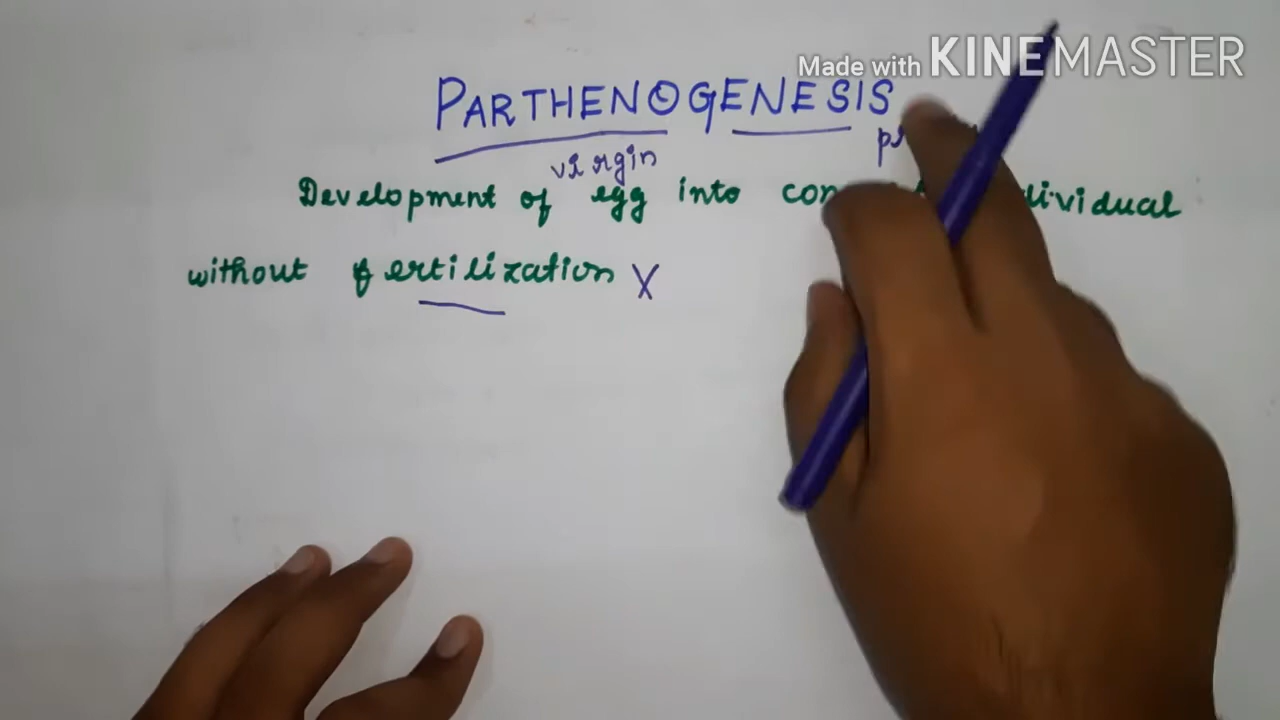 Made with KINEMASTER
PARTHENOGENESIS
virgin
Development of egg into
without fertilization X